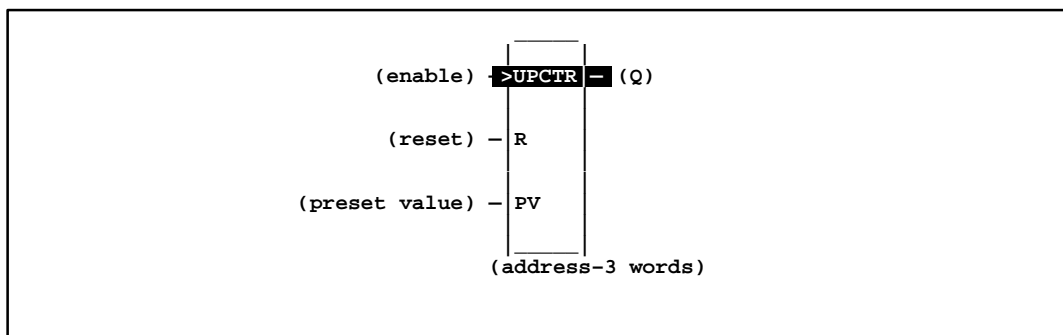 (enable) >UPCTR (Q)
(reset) R
(preset value) PV
(address-3 words)